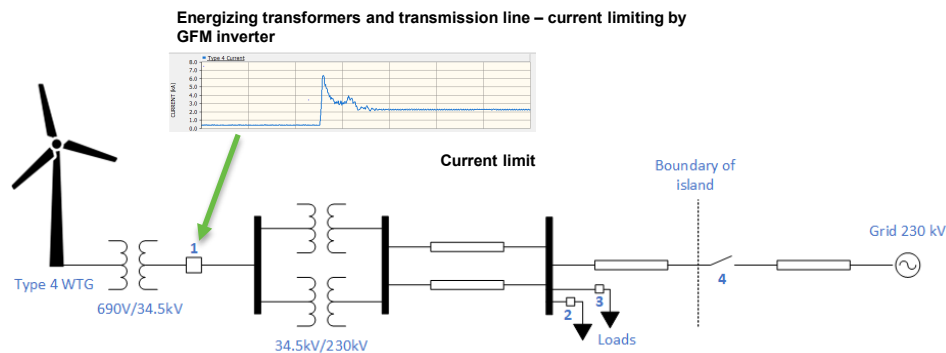 Energizing transformers and transmission line – current limiting by
GFM inverter
Type 4 Current
8.0
7.0
6.0
5.0
4.0
3.0
2.0
1.0
0.0
CURRENT [kA]
Current limit
Boundary of
island
Grid 230 kV
1
4
Type 4 WTG
690V/34.5kV
2
3
Loads
34.5kV/230kV